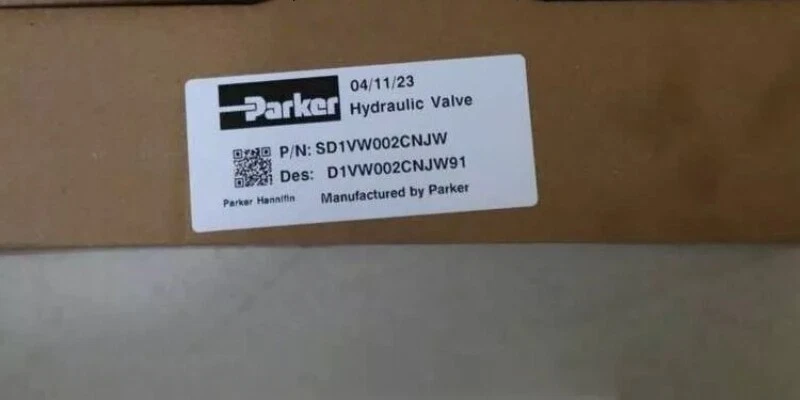 Parker
04/11/23
Hydraulic Valve
P/N: SD1VW002CNJW
Des: D1VW002CNJW91
Parker Hannifin
Manufactured by Parker